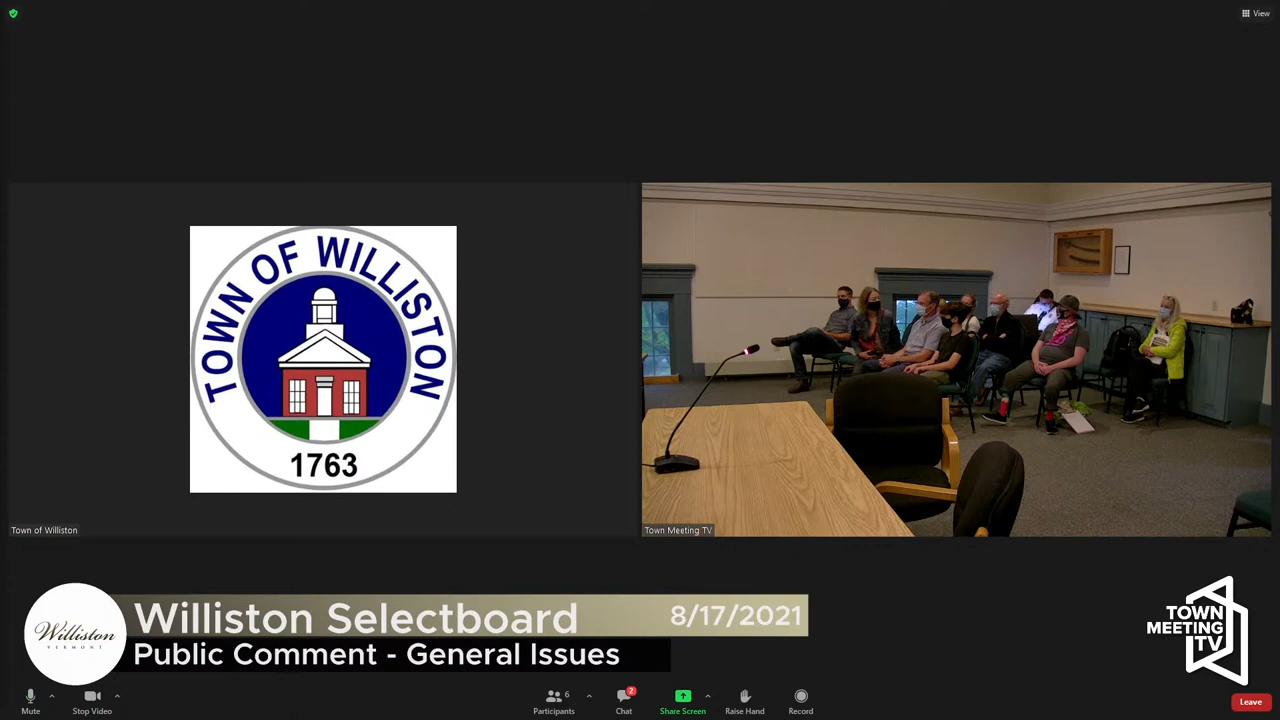 View
TOWN OF WILLISTON
1763
Town of Williston
Town Meeting TV
Williston
VERMONT
Williston Selectboard
8/17/2021
Public Comment - General Issues
TOWN
MEETING
TV
Mute
Stop Video
6
Participants
2
Chat
Share Screen
Raise Hand
Record
Leave